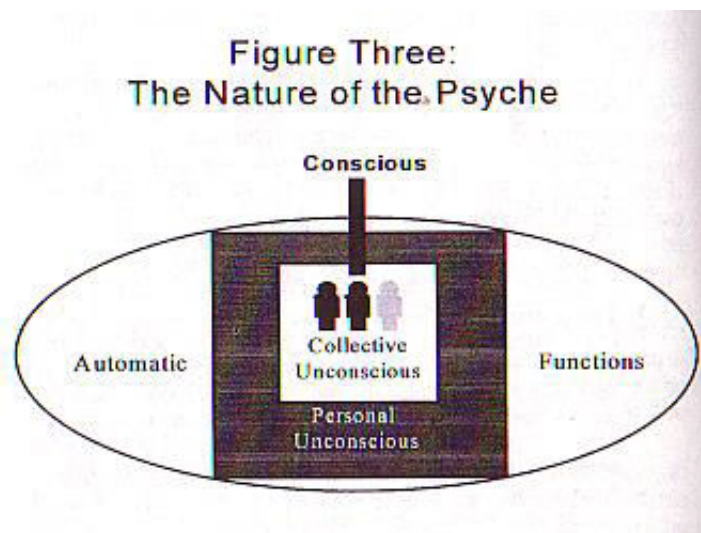 Figure Three:
The Nature of the Psyche
Conscious
Collective
Unconscious
Automatic
Functions
Personal
Unconscious